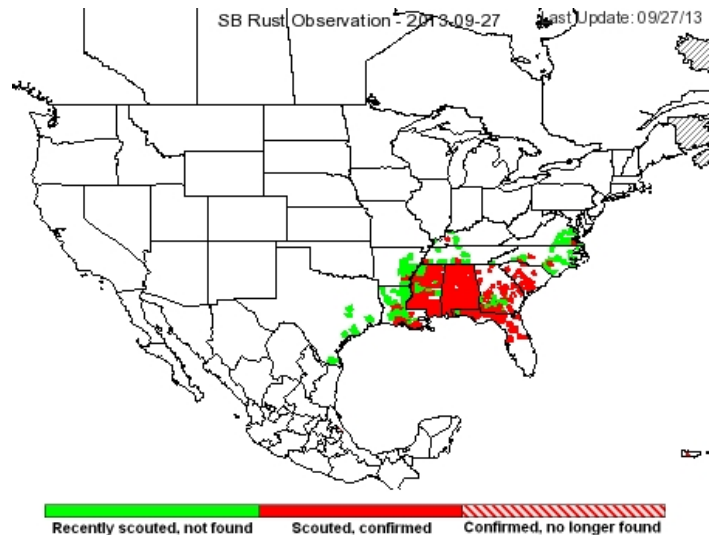 SB Rust Observation - 2013-09-27 Last Update: 09/27/13
Recently scouted, not found Scouted, confirmed Confirmed, no longer found